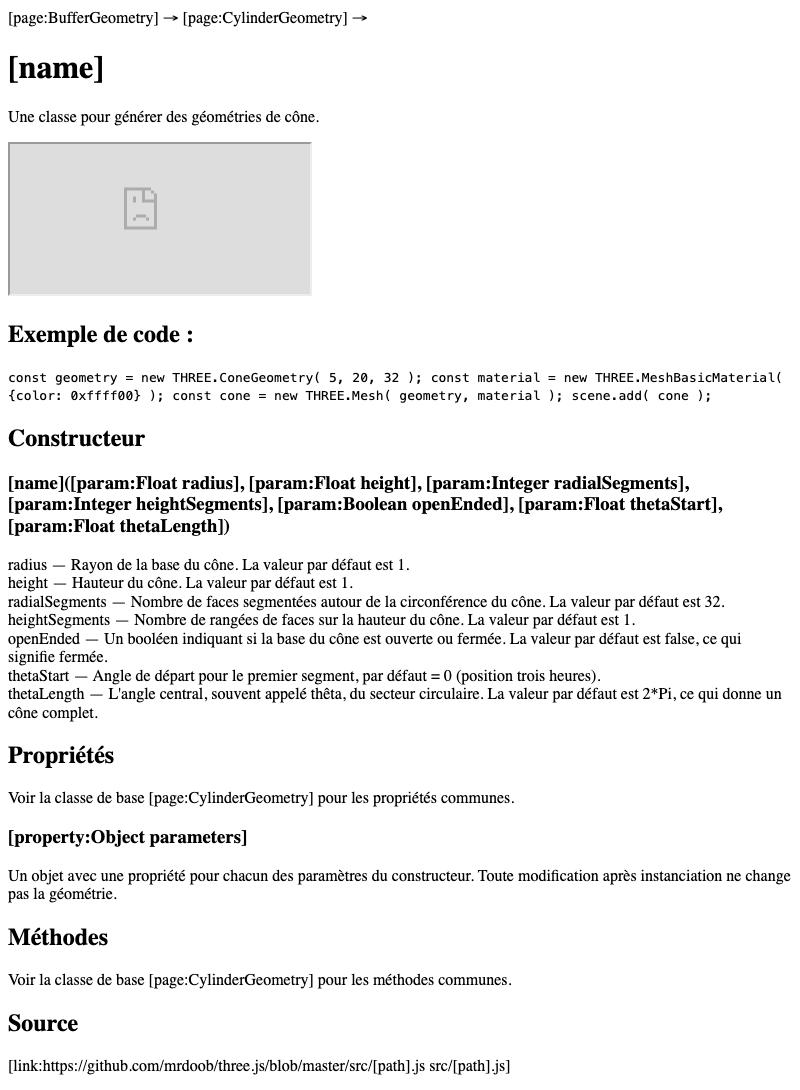 [page:BufferGeometry] → [page:CylinderGeometry] →
[name]
Une classe pour générer des géométries de cône.
Exemple de code :
const geometry = new THREE.ConeGeometry( 5, 20, 32 ); const material = new THREE.MeshBasicMaterial(
{color: 0xffff00} ); const cone = new THREE.Mesh( geometry, material ); scene.add( cone );
Constructeur
[name]([param:Float radius], [param:Float height], [param:Integer radialSegments],
[param:Integer heightSegments], [param:Boolean openEnded], [param:Float thetaStart],
[param:Float thetaLength])
radius — Rayon de la base du cône. La valeur par défaut est 1.
height — Hauteur du cône. La valeur par défaut est 1.
radialSegments — Nombre de faces segmentées autour de la circonférence du cône. La valeur par défaut est 32.
heightSegments — Nombre de rangées de faces sur la hauteur du cône. La valeur par défaut est 1.
openEnded — Un booléen indiquant si la base du cône est ouverte ou fermée. La valeur par défaut est false, ce qui
signifie fermée.
thetaStart — Angle de départ pour le premier segment, par défaut = 0 (position trois heures).
thetaLength — L'angle central, souvent appelé thêta, du secteur circulaire. La valeur par défaut est 2*Pi, ce qui donne un
cône complet.
Propriétés
Voir la classe de base [page:CylinderGeometry] pour les propriétés communes.
[property:Object parameters]
Un objet avec une propriété pour chacun des paramètres du constructeur. Toute modification après instanciation ne change
pas la géométrie.
Méthodes
Voir la classe de base [page:CylinderGeometry] pour les méthodes communes.
Source
[link:https://github.com/mrdoob/three.js/blob/master/src/[path].js src/[path].js]